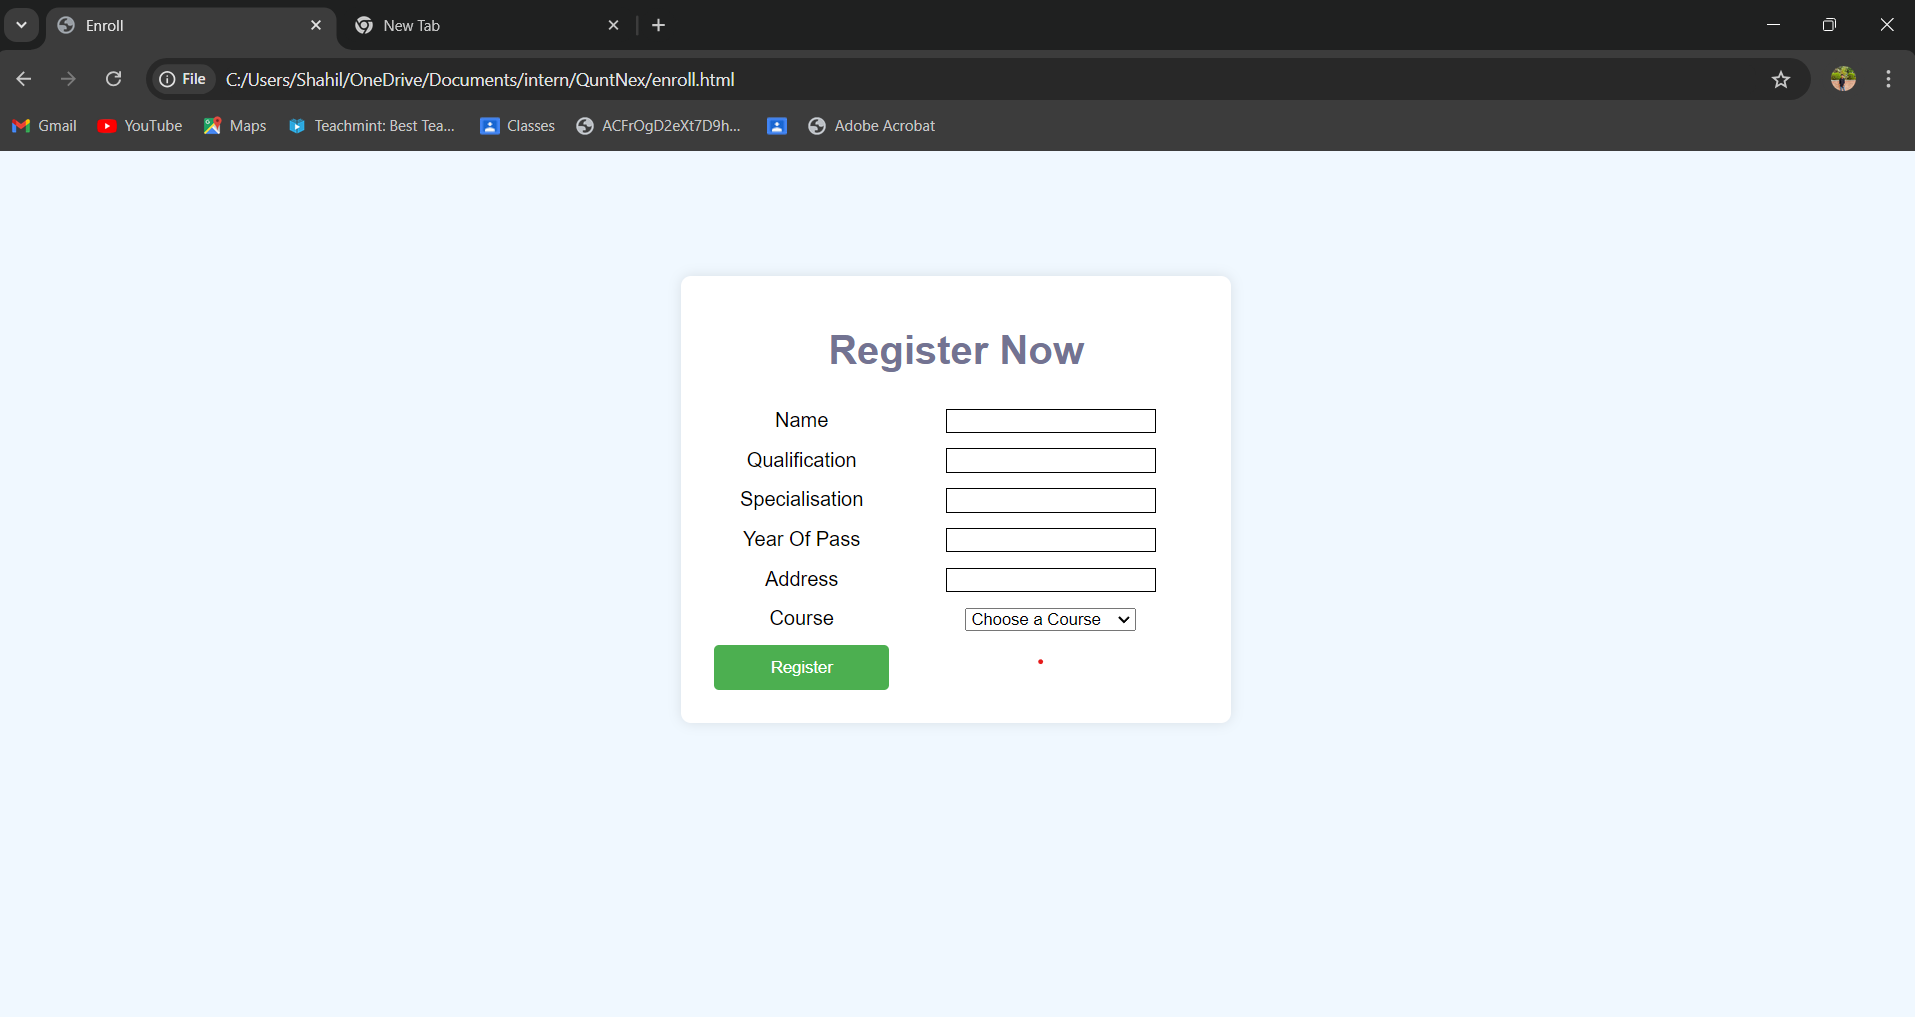 Enroll
New Tab
File
C:/Users/Shahil/OneDrive/Documents/intern/QuntNex/enroll.html
Gmail
YouTube
Maps
Teachmint: Best Tea...
Classes
ACFrOgD2eXt7D9h...
Adobe Acrobat
Register Now
Name
Qualification
Specialisation
Year Of Pass
Address
Course
Choose a Course
Register